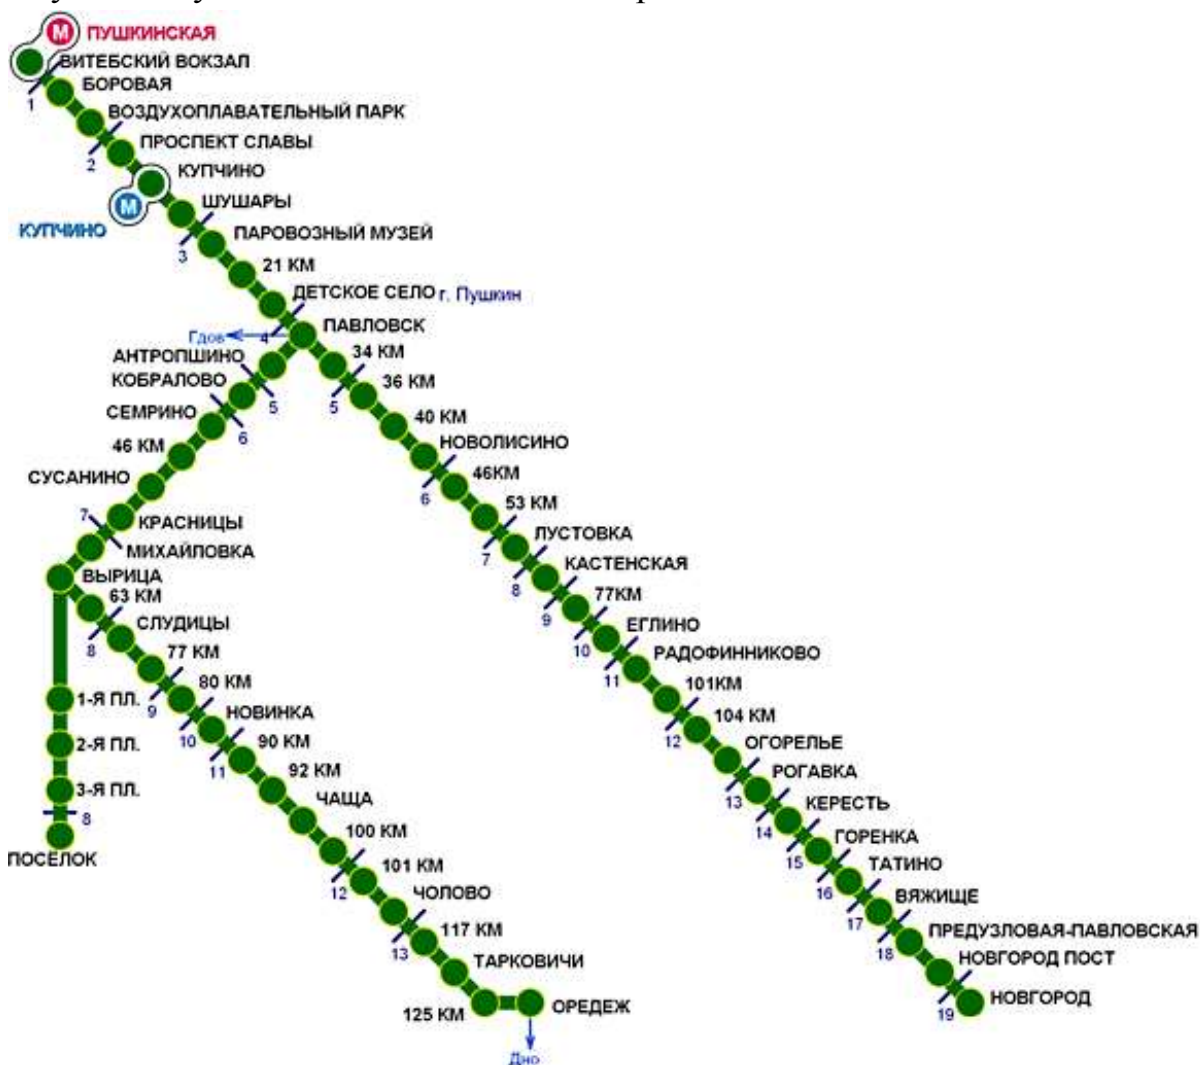 М ПУШКИНСКАЯ
ВИТЕБСКИЙ ВОКЗАЛ
БОРОВАЯ
1
ВОЗДУХОПЛАВАТЕЛЬНЫЙ ПАРК
2
ПРОСПЕКТ СЛАВЫ
КУПЧИНО
М
КУПЧИНО
ШУШАРЫ
3
ПАРОВОЗНЫЙ МУЗЕЙ
21 КМ
ДЕТСКОЕ СЕЛО г. Пушкин
Гдов
4
ПАВЛОВСК
АНТРОПШИНО
КОБРАЛОВО
5
СЕМРИНО
6
46 КМ
СУСАНИНО
КРАСНИЦЫ
7
МИХАЙЛОВКА
ВЫРИЦА
1-Я ПЛ.
2-Я ПЛ.
3-Я ПЛ.
8
ПОСЕЛОК
63 КМ
8
СЛУДИЦЫ
77 КМ
9
80 КМ
10
НОВИНКА
11
90 КМ
92 КМ
ЧАЩА
100 КМ
12
101 КМ
ЧОЛОВО
13
117 КМ
ТАРКОВИЧИ
125 КМ
ОРЕДЕЖ
Дно
34 КМ
5
36 КМ
40 КМ
НОВОЛИСИНО
6
46КМ
53 КМ
7
ЛУСТОВКА
8
КАСТЕНСКАЯ
9
77КМ
10
ЕГЛИНО
11
РАДОФИННИКОВО
101КМ
12
104 КМ
ОГОРЕЛЬЕ
13
РОГАВКА
14
КЕРЕСТЬ
15
ГОРЕНКА
16
ТАТИНО
17
ВЯЖИЩЕ
18
ПРЕДУЗЛОВАЯ-ПАВЛОВСКАЯ
НОВГОРОД ПОСТ
19
НОВГОРОД